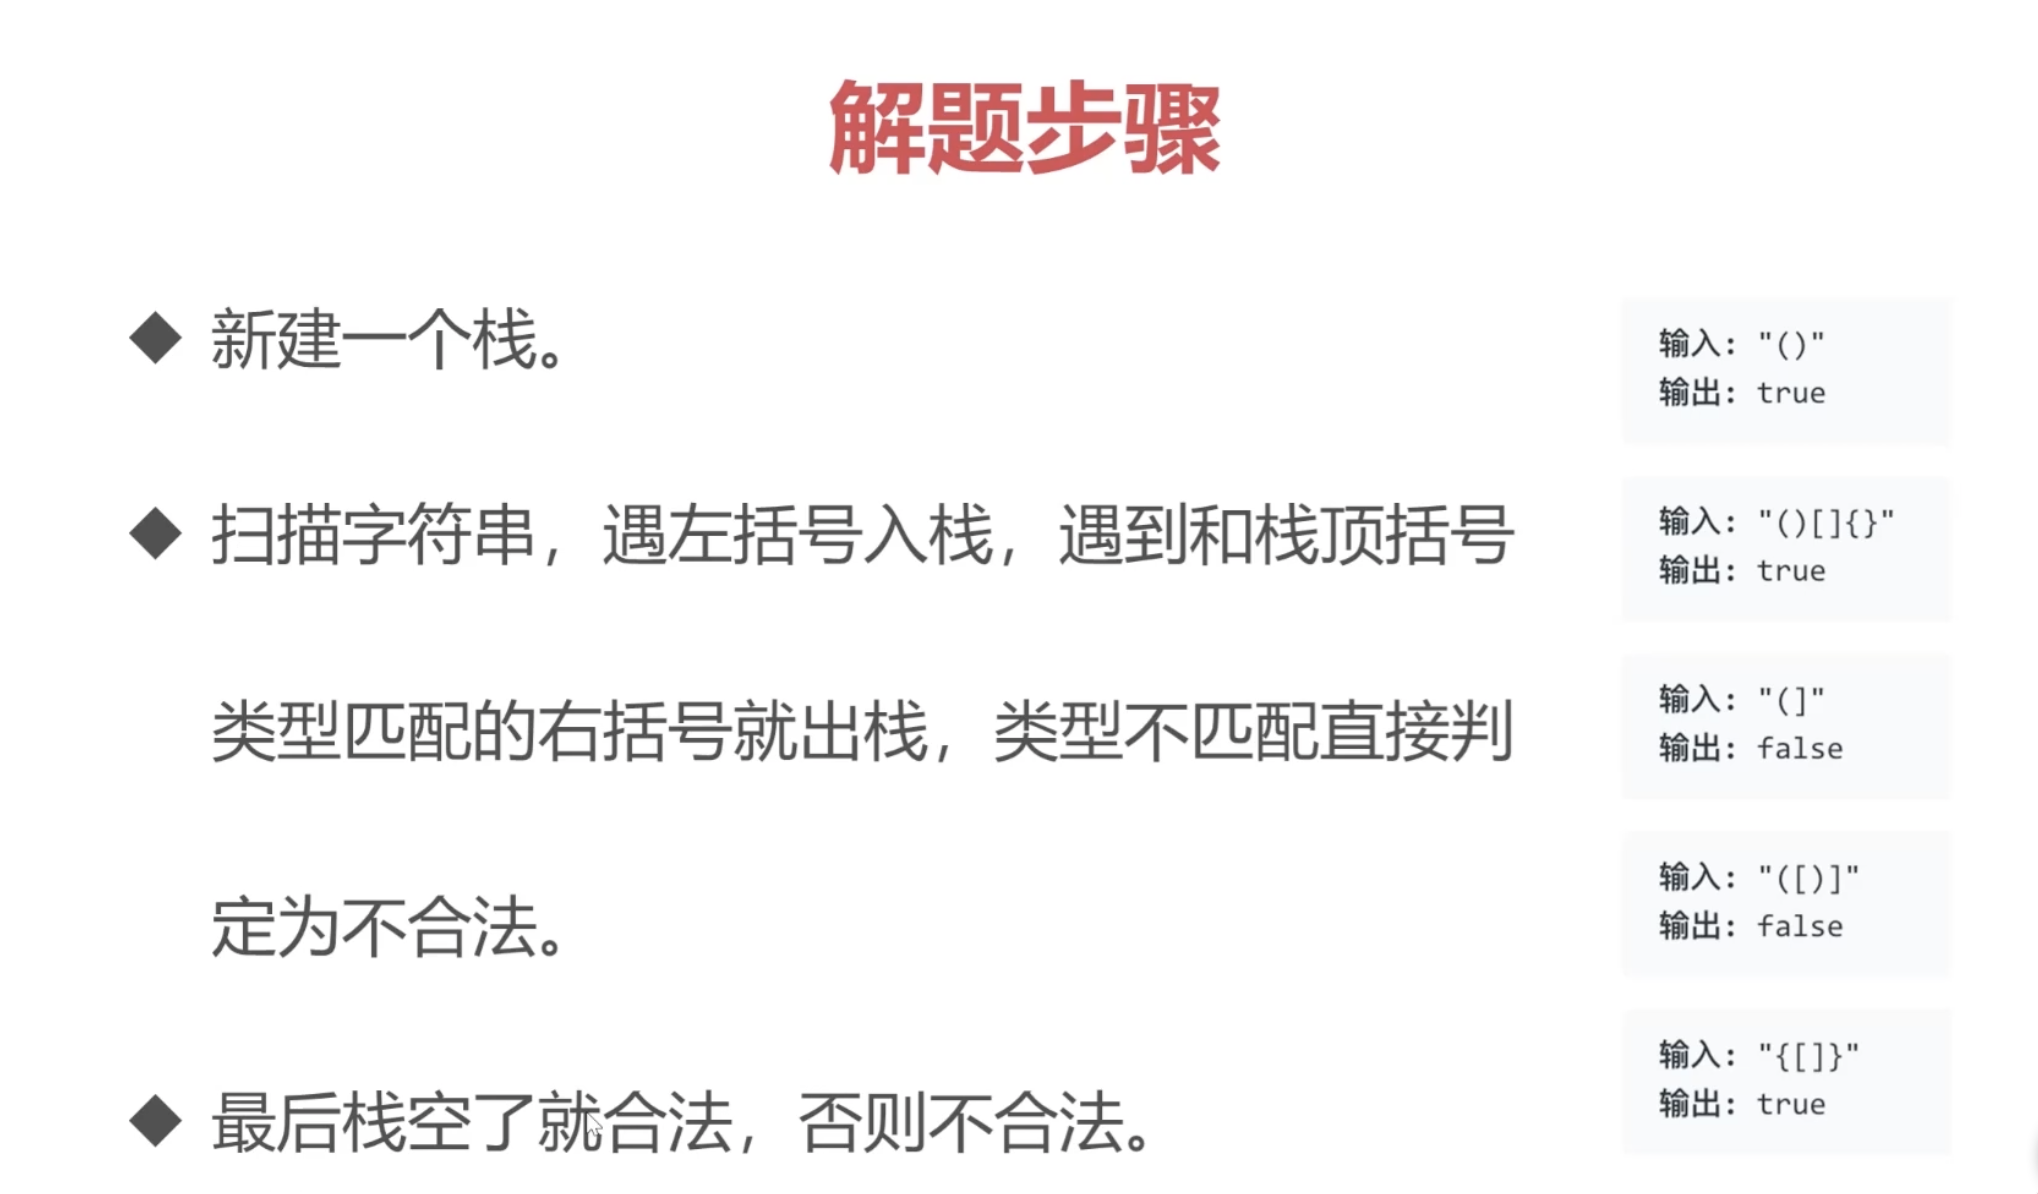 解题步骤
◆ 新建一个栈。
◆ 扫描字符串，遇左括号入栈，遇到和栈顶括号
类型匹配的右括号就出栈，类型不匹配直接判
定为不合法。
◆ 最后栈空了就合法，否则不合法。
输入: "()"
输出: true
输入: "()[]{}"
输出: true
输入: "(]"
输出: false
输入: "([)]"
输出: false
输入: "{[]}"
输出: true